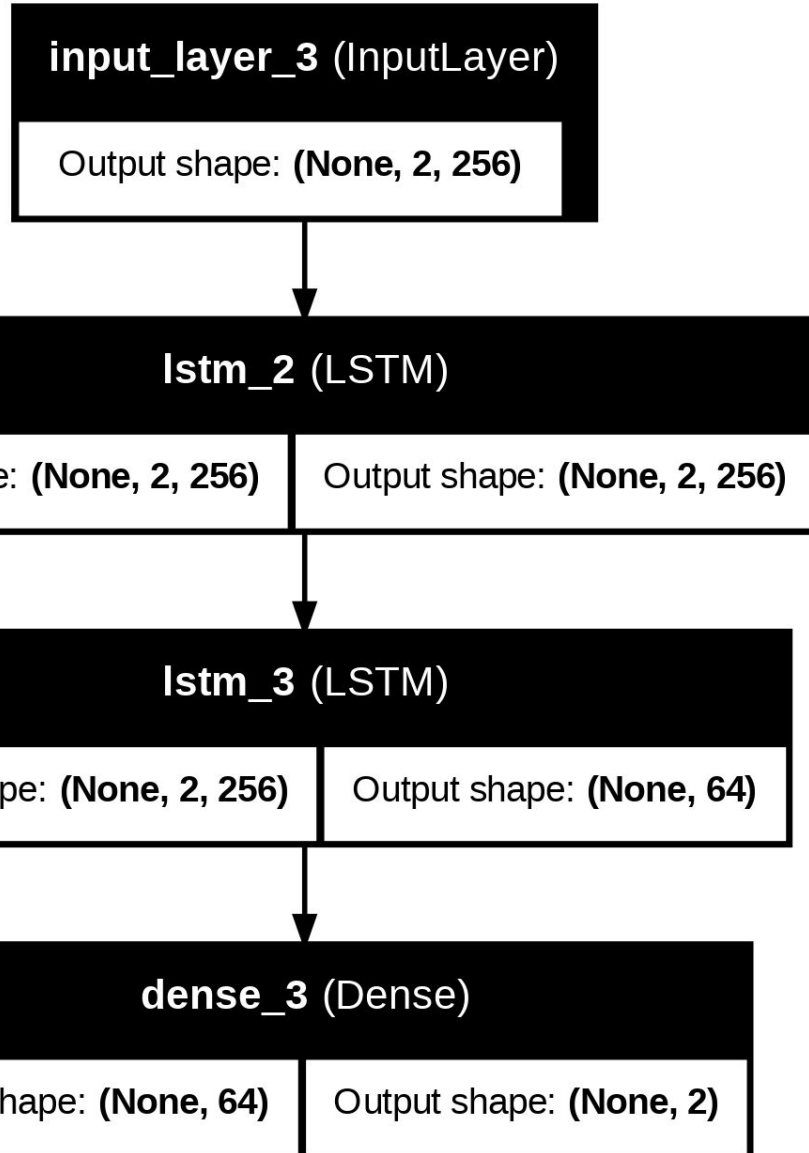 input_layer_3 (InputLayer)
Output shape: (None, 2, 256)
lstm_2 (LSTM)
e: (None, 2, 256) Output shape: (None, 2, 256)
lstm_3 (LSTM)
pe: (None, 2, 256) Output shape: (None, 64)
dense_3 (Dense)
hape: (None, 64) Output shape: (None, 2)